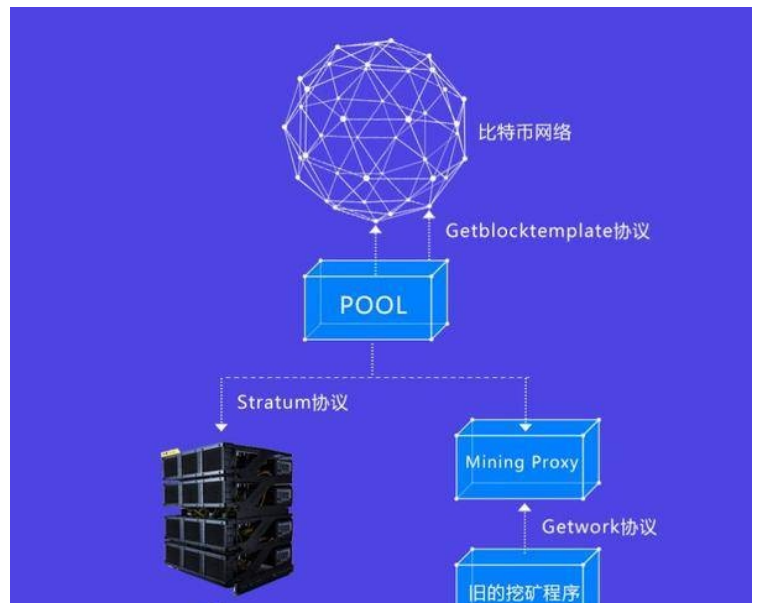 比特币网络
Getblocktemplate协议
POOL
Stratum协议
Mining Proxy
Getwork协议
旧的挖矿程序